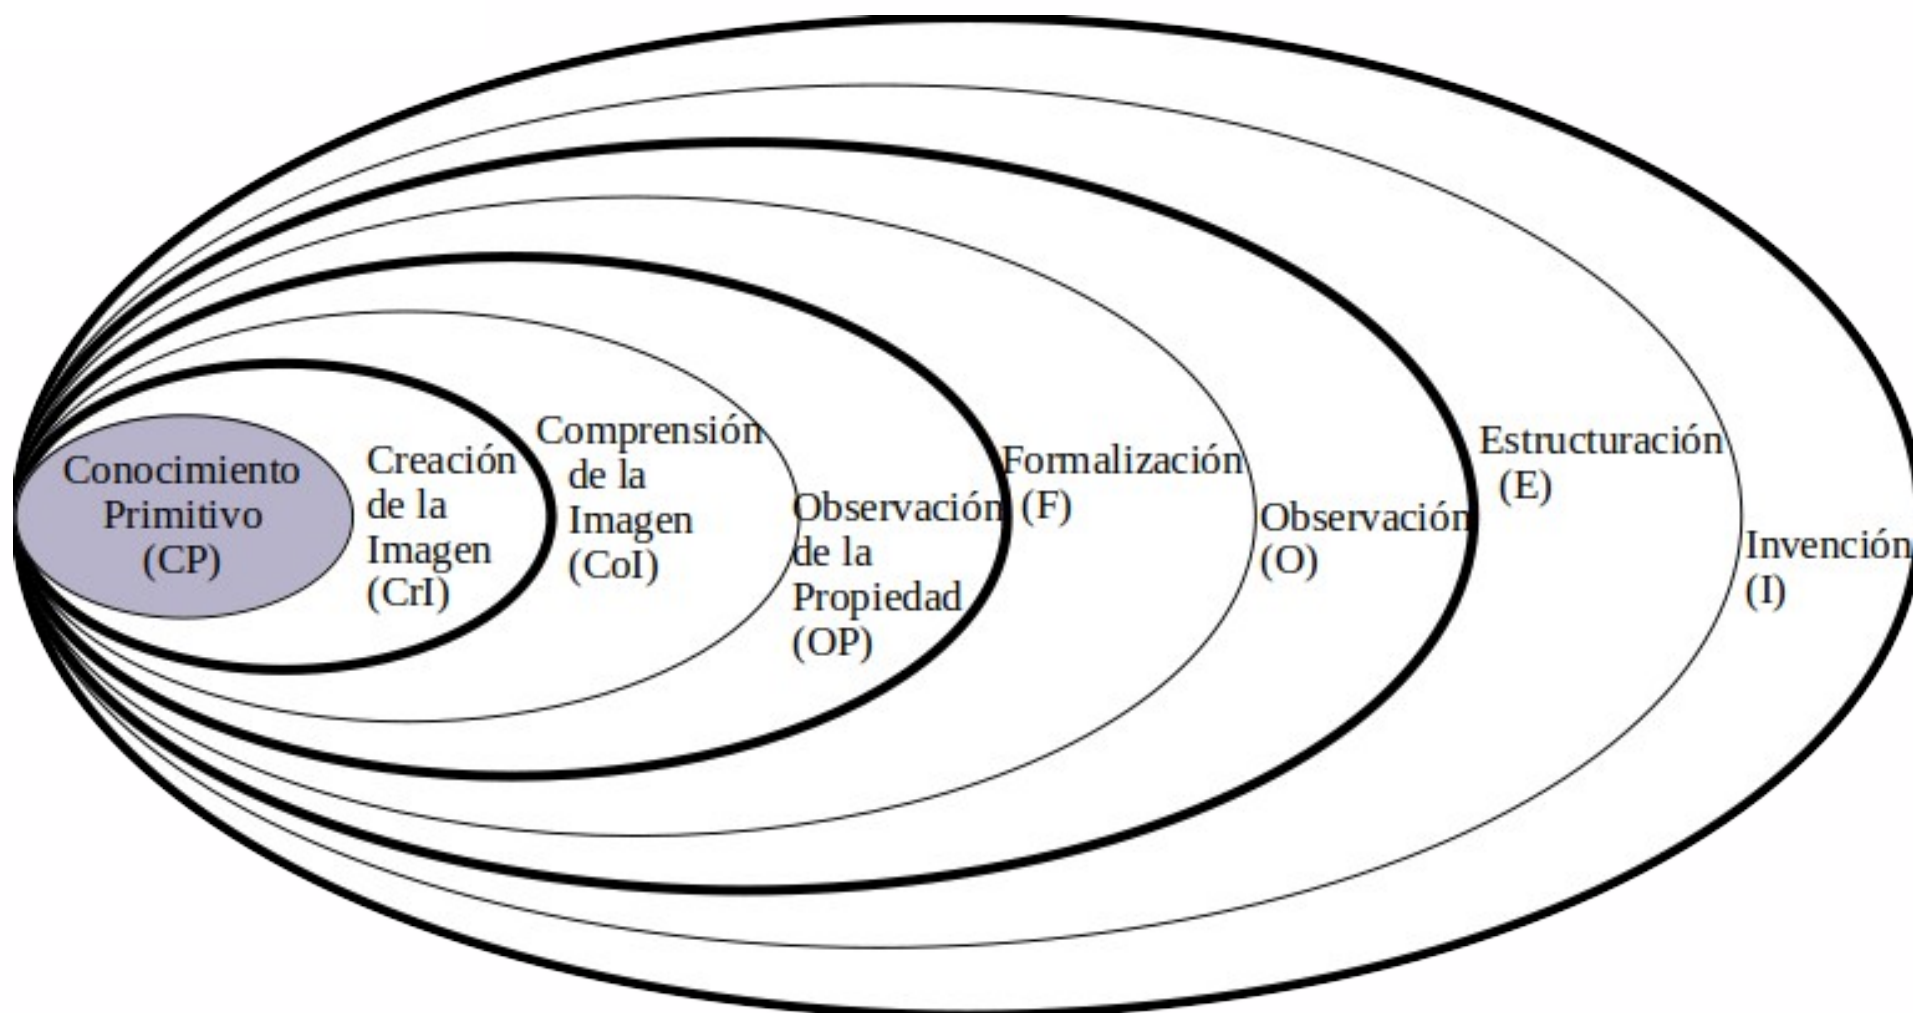 Conocimiento
Primitivo
(CP)
Creación
de la
Imagen
(CrI)
Comprensión
de la
Imagen
(CoI)
Observación
de la
Propiedad
(OP)
Formalización
(F)
Observación
(O)
Estructuración
(E)
Invención
(I)